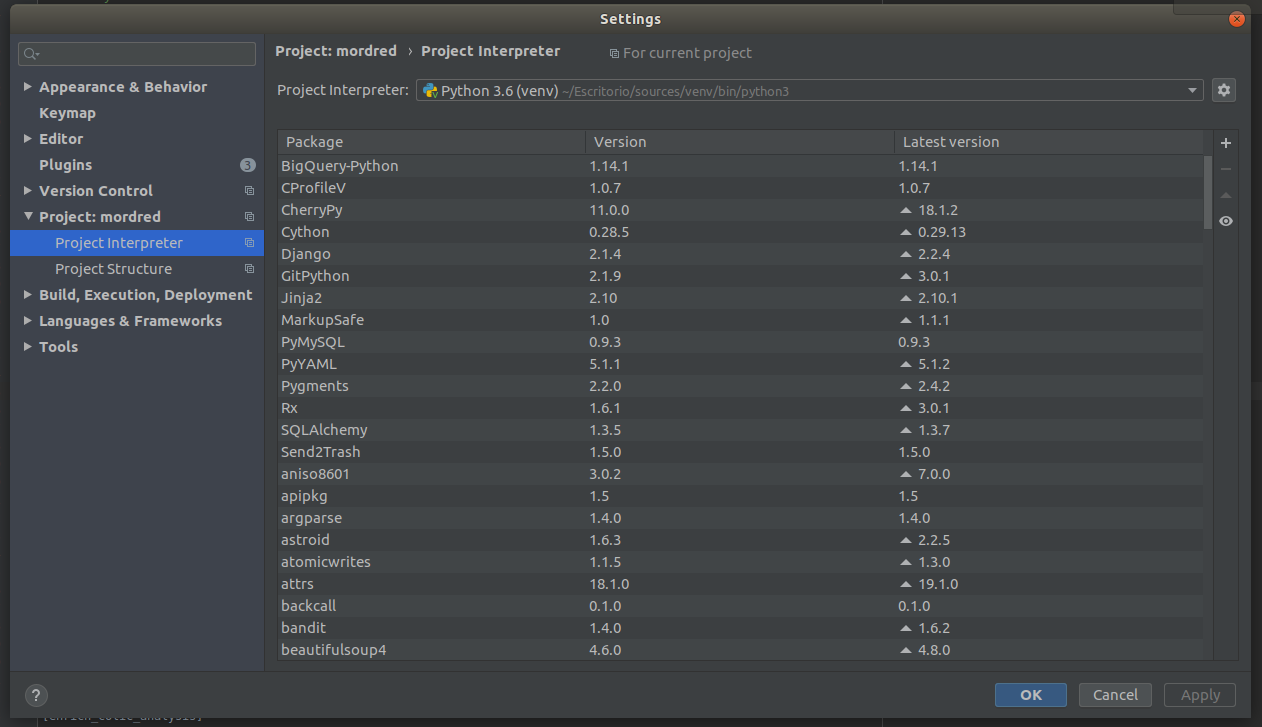 Settings
Project: mordred › Project Interpreter For current project
Appearance & Behavior
Keymap
Editor
Plugins 3
Version Control
Project: mordred
Project Interpreter
Project Structure
Build, Execution, Deployment
Languages & Frameworks
Tools
Project Interpreter: Python 3.6 (venv) ~/Escritorio/sources/venv/bin/python3
Package Version Latest version
BigQuery-Python 1.14.1 1.14.1
CProfileV 1.0.7 1.0.7
CherryPy 11.0.0 18.1.2
Cython 0.28.5 0.29.13
Django 2.1.4 2.2.4
GitPython 2.1.9 3.0.1
Jinja2 2.10 2.10.1
MarkupSafe 1.0 1.1.1
PyMySQL 0.9.3 0.9.3
PyYAML 5.1.1 5.1.2
Pygments 2.2.0 2.4.2
Rx 1.6.1 3.0.1
SQLAlchemy 1.3.5 1.3.7
Send2Trash 1.5.0 1.5.0
aniso8601 3.0.2 7.0.0
apipkg 1.5 1.5
argparse 1.4.0 1.4.0
astroid 1.6.3 2.2.5
atomicwrites 1.1.5 1.3.0
attrs 18.1.0 19.1.0
backcall 0.1.0 0.1.0
bandit 1.4.0 1.6.2
beautifulsoup4 4.6.0 4.8.0
? OK Cancel Apply